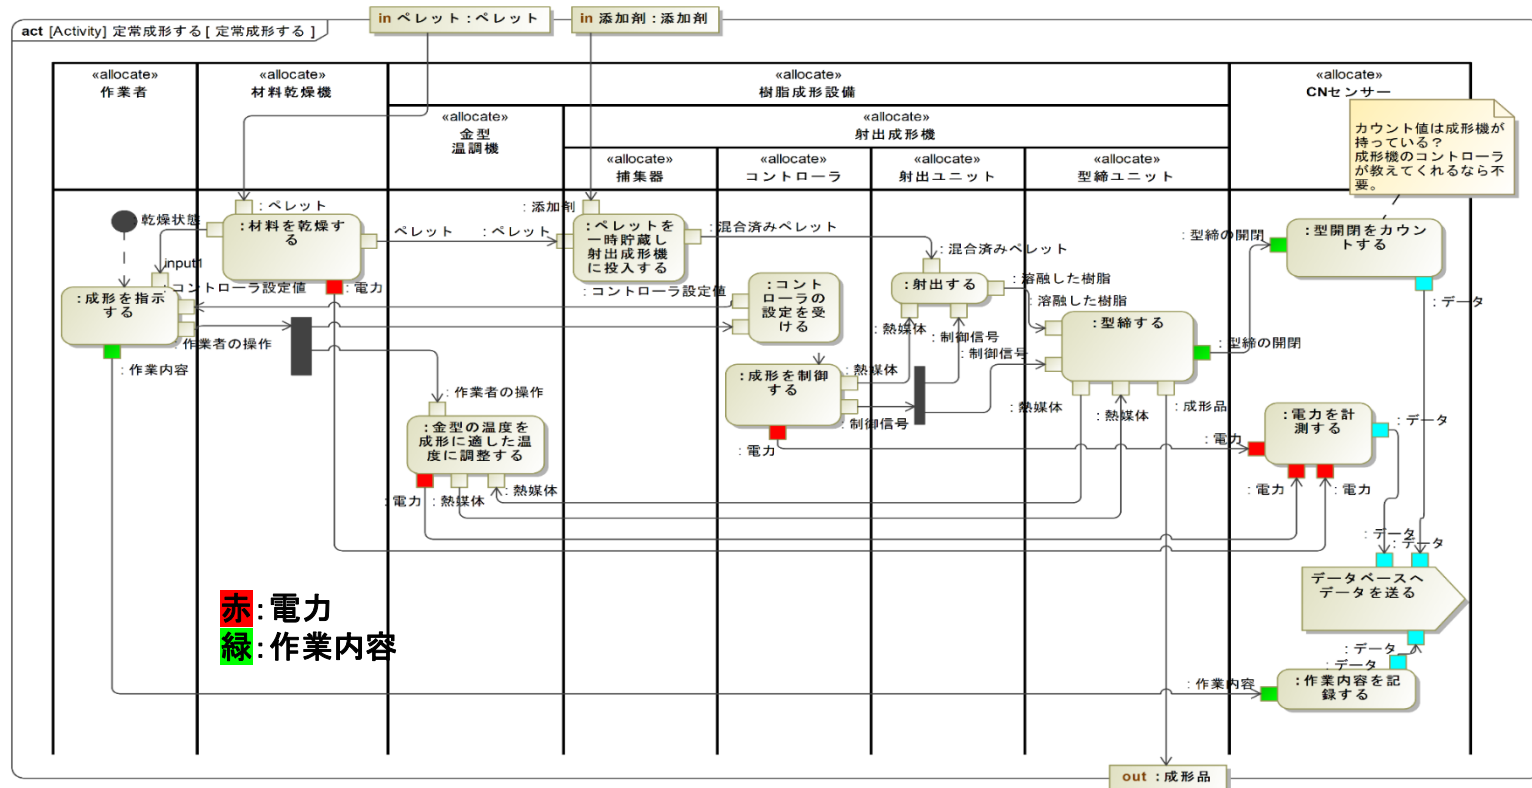 in ペレット : ペレット
in 添加剤 : 添加剤
act [Activity] 定常成形する [ 定常成形する ]
«allocate»
作業者
«allocate»
材料乾燥機
«allocate»
樹脂成形設備
«allocate»
CNセンサー
«allocate»
金型
温調機
«allocate»
射出成形機
«allocate»
捕集器
«allocate»
コントローラ
«allocate»
射出ユニット
«allocate»
型締ユニット
カウント値は成形機が
持っている？
成形機のコントローラ
が教えてくれるなら不
要。
乾燥状態
: ペレット
: 材料を乾燥す
る
ペレット
: ペレット
: 添加剤
: ペレットを
一時貯蔵し
射出成形機
に投入する
: 混合済みペレット
: 混合済みペレット
input1
: コントローラ設定値
: 電力
: コントローラ設定値
: 成形を指示
する
: 作業者の操作
: 作業内容
: コント
ローラの
設定を受
ける
: 射出する
: 溶融した樹脂
: 溶融した樹脂
: 熱媒体
: 制御信号
: 制御信号
: 型締する
: 型締の開閉
: 型締の開閉
: 型開閉をカウン
トする
: データ
: 成形を制御
する
: 熱媒体
: 制御信号
: 電力
: 熱媒体
: 熱媒体
: 成形品
: 作業者の操作
: 金型の温度を
成形に適した温
度に調整する
: 電力
: 熱媒体
: 熱媒体
: 電力を計
測する
: データ
: 電力
: 電力
: 電力
: データ
: データ
データベースへ
データを送る
: データ
: データ
: 作業内容
: 作業内容を記
録する
赤:電力
緑:作業内容
out : 成形品